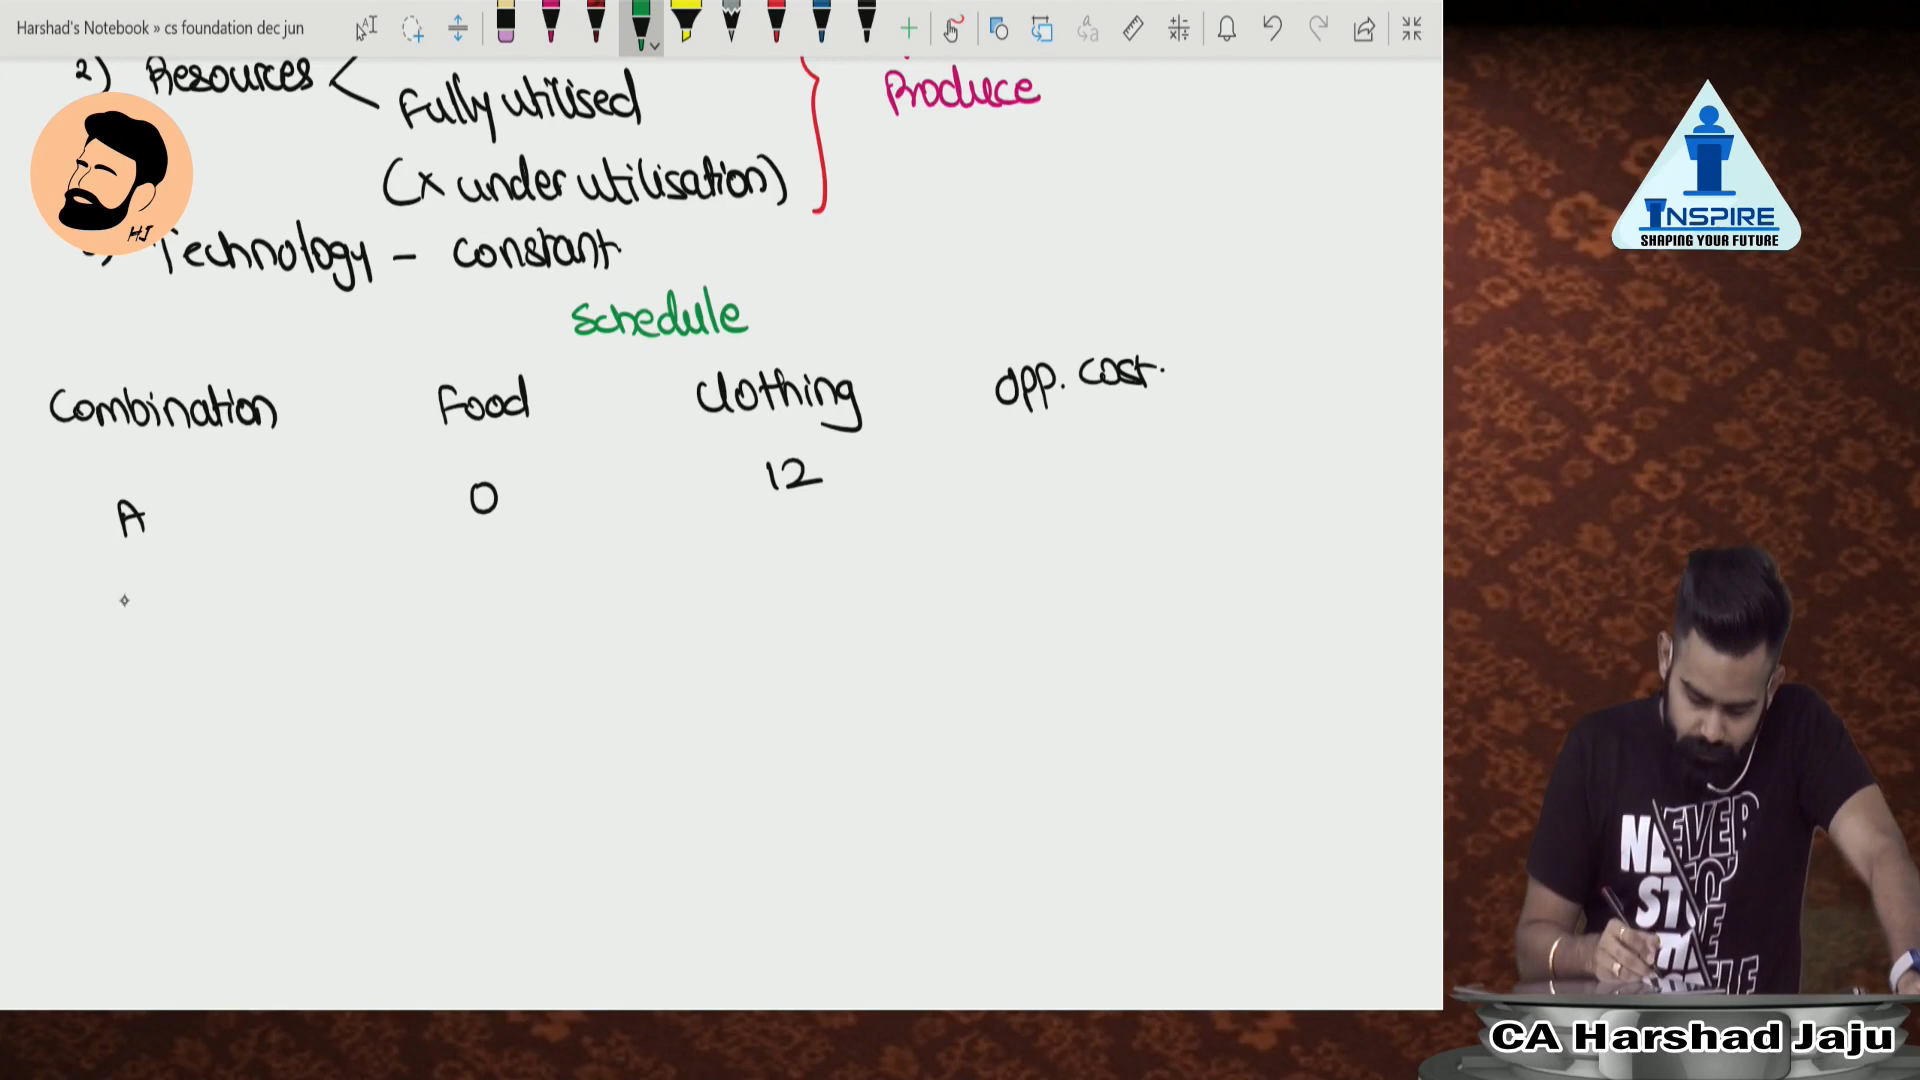 Harshad's Notebook » cs foundation dec jun
2) Resources < Fully utilised
(x under utilisation)
Produce
Technology - constant
Schedule
Combination Food Clothing Opp. cost.
A 0 12
HJ
INSPIRE
SHAPING YOUR FUTURE
NEVER
CA Harshad Jaju